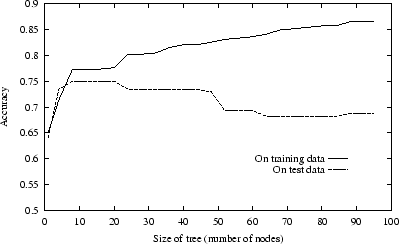 0.9
0.85
0.8
0.75
0.7
0.65
0.6
0.55
0.5
Accuracy
On training data
On test data
0 10 20 30 40 50 60 70 80 90 100
Size of tree (number of nodes)